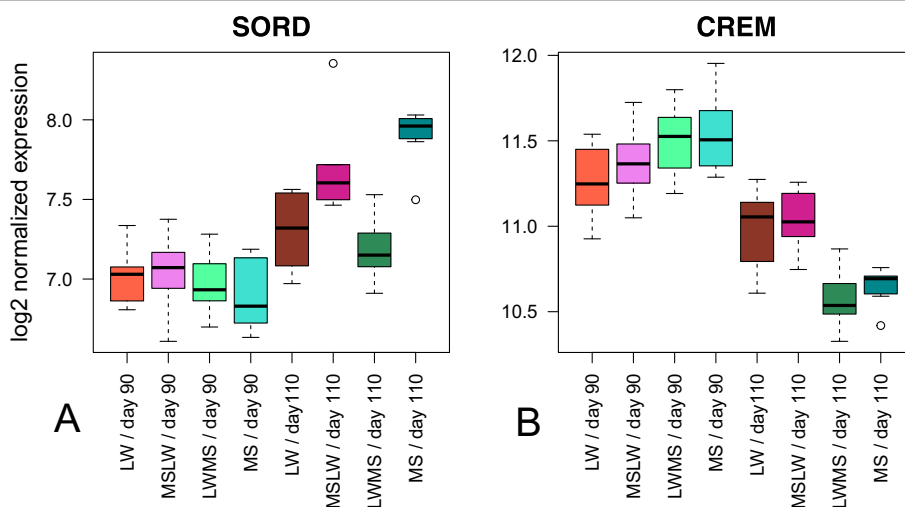 SORD
log2 normalized expression
8.0
7.5
7.0
LW / day 90
MSLW / day 90
LWMS / day 90
MS / day 90
LW / day 110
MSLW / day 110
LWMS / day 110
MS / day 110
A
CREM
12.0
11.5
11.0
10.5
LW / day 90
MSLW / day 90
LWMS / day 90
MS / day 90
LW / day110
MSLW / day 110
LWMS / day 110
MS / day 110
B